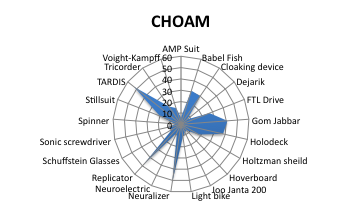 CHOAM
AMP Suit
Voight-Kampff
Babel Fish
Tricorder
Cloaking device
TARDIS
Dejarik
Stillsuit
FTL Drive
Spinner
Gom Jabbar
Sonic screwdriver
Holodeck
Schuffstein Glasses
Holtzman sheild
Replicator
Hoverboard
Neuroelectric
Joo Janta 200
Neuralizer
Light bike
60
50
40
30
20
10
0